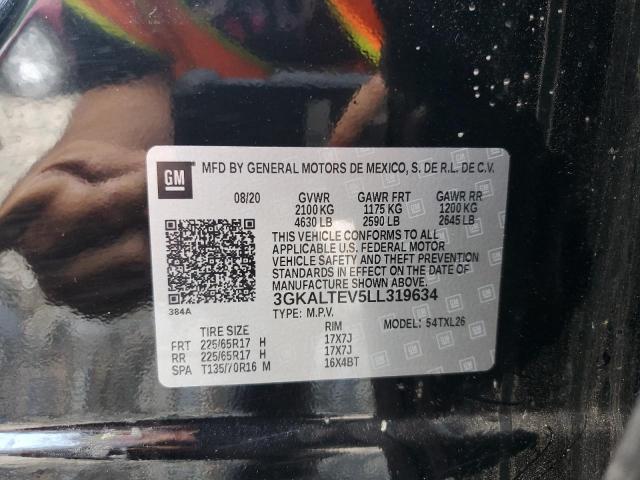 GM
MFD BY GENERAL MOTORS DE MEXICO, S. DE R.L. DE C.V.
08/20 GVWR GAWR FRT GAWR RR
2100 KG 1175 KG 1200 KG
4630 LB 2590 LB 2645 LB
THIS VEHICLE CONFORMS TO ALL
APPLICABLE U.S. FEDERAL MOTOR
VEHICLE SAFETY AND THEFT PREVENTION
STANDARDS IN EFFECT ON THE DATE OF
MANUFACTURE SHOWN ABOVE.
3GKALTEV5LL319634
384A
TYPE: M.P.V. MODEL: 54TXL26
TIRE SIZE RIM
FRT 225/65R17 H 17X7J
RR 225/65R17 H 17X7J
SPA T135/70R16 M 16X4BT